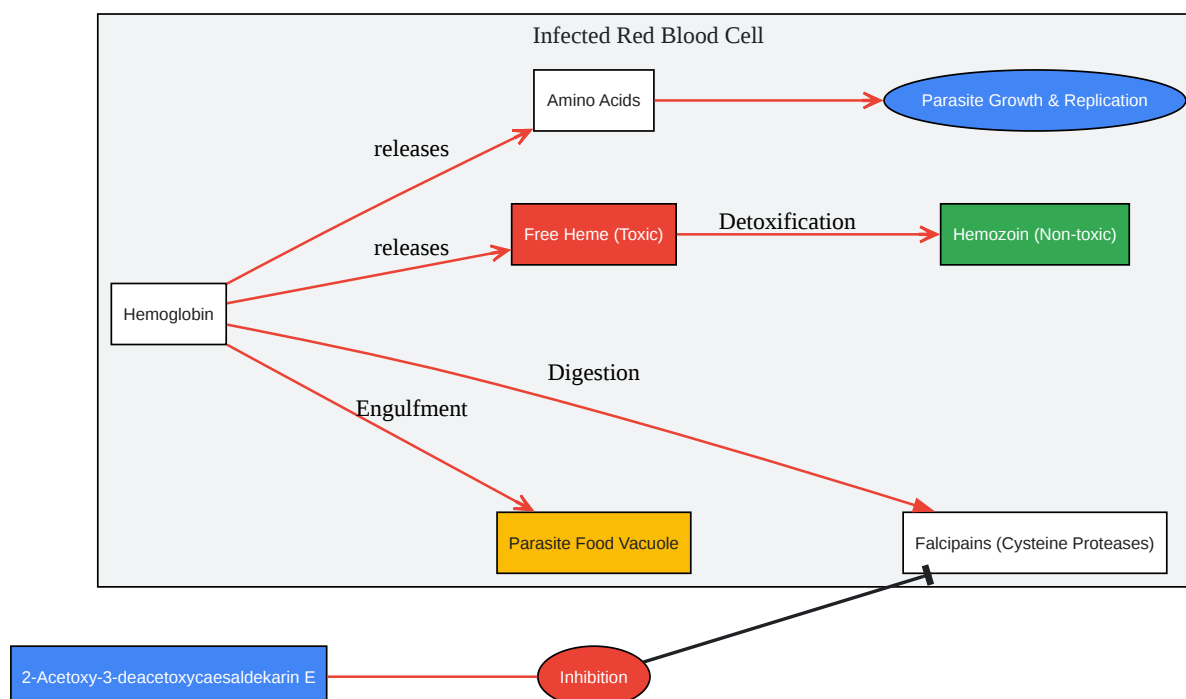 Infected Red Blood Cell
Amino Acids
Parasite Growth & Replication
releases
Free Heme (Toxic)
Detoxification
Hemozoin (Non-toxic)
releases
Hemoglobin
Digestion
Engulfment
Parasite Food Vacuole
Falcipains (Cysteine Proteases)
2-Acetoxy-3-deacetoxycaesaldekarin E
Inhibition